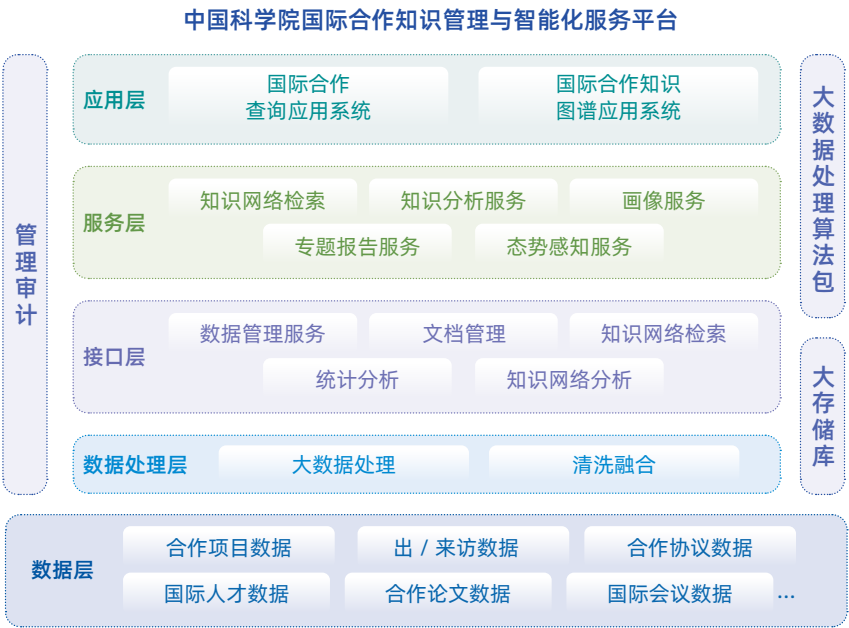 中国科学院国际合作知识管理与智能化服务平台
管理审计
应用层
国际合作
查询应用系统
国际合作知识
图谱应用系统
服务层
知识网络检索
知识分析服务
画像服务
专题报告服务
态势感知服务
接口层
数据管理服务
文档管理
知识网络检索
统计分析
知识网络分析
数据处理层
大数据处理
清洗融合
大数据处理算法包
大存储库
数据层
合作项目数据
出 / 来访数据
合作协议数据
国际人才数据
合作论文数据
国际会议数据
...